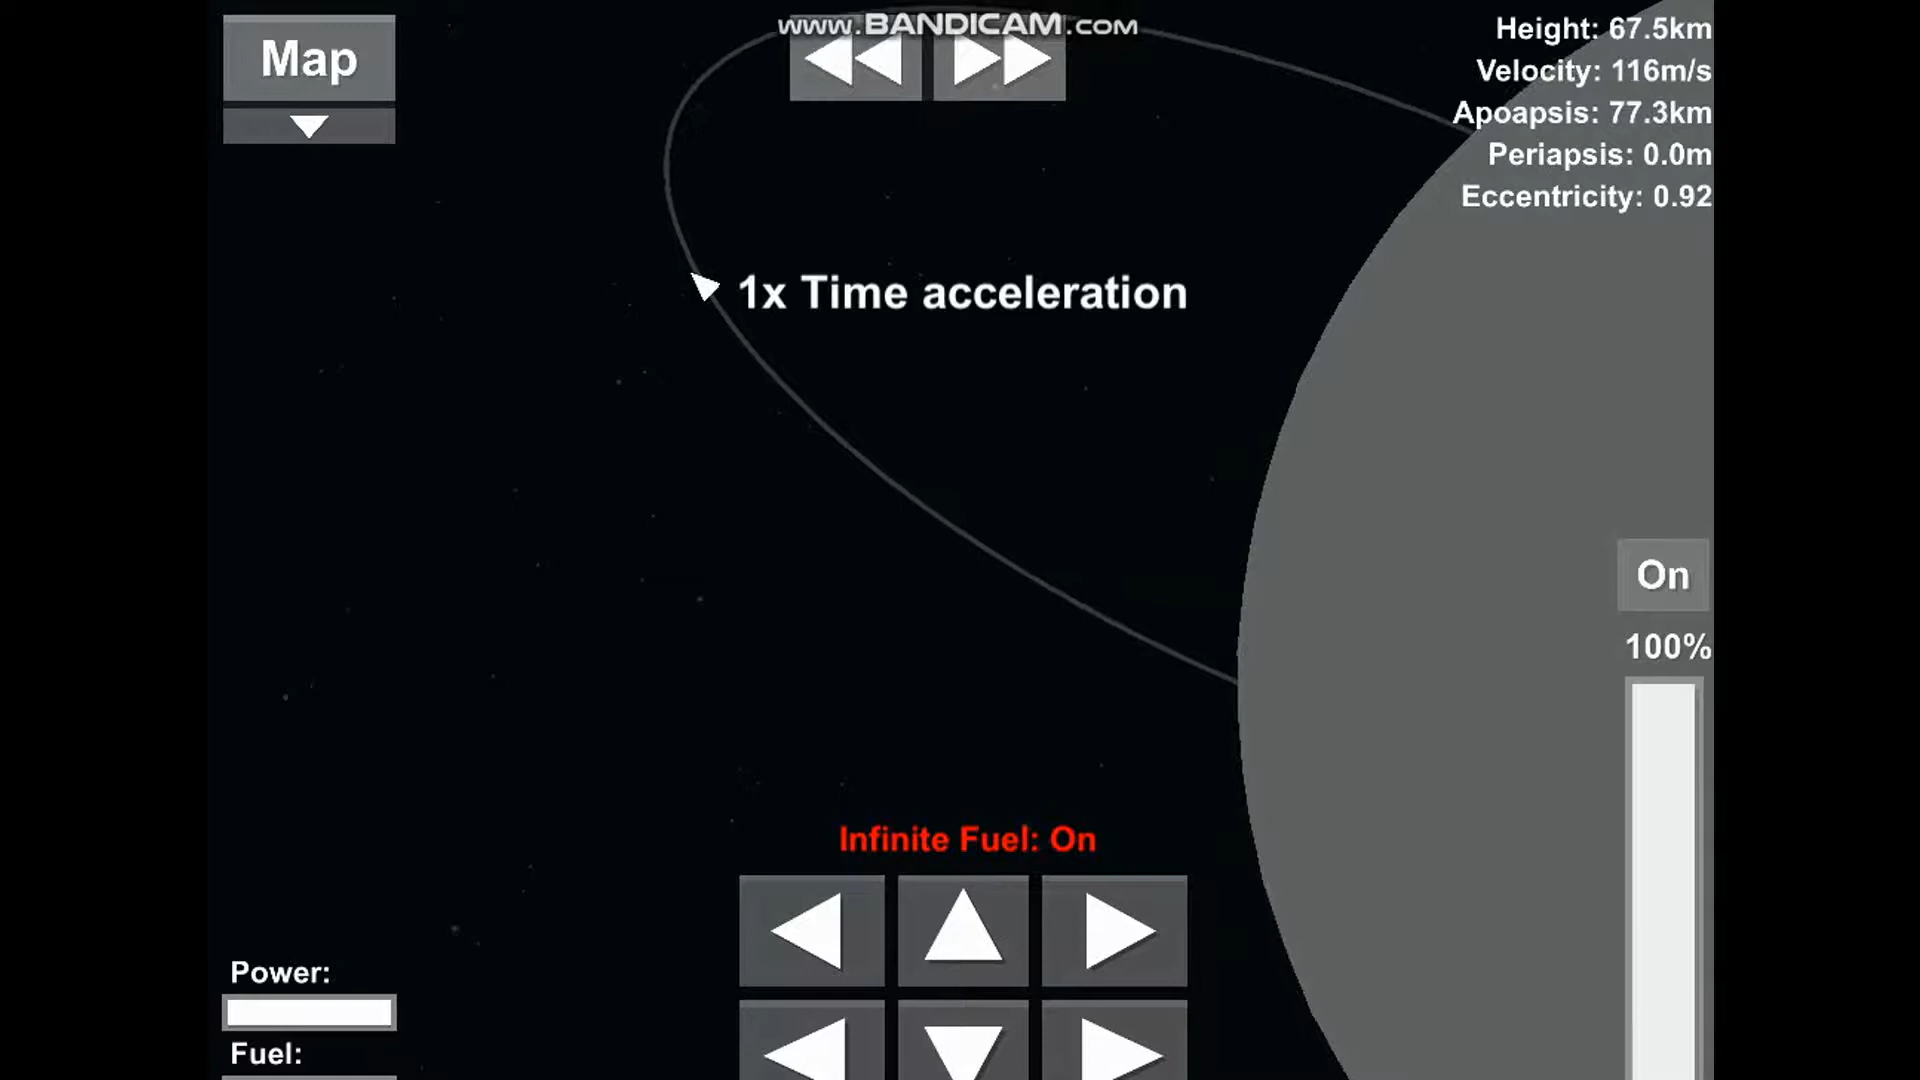 www.BANDICAM.com
Map
Height: 67.5km
Velocity: 116m/s
Apoapsis: 77.3km
Periapsis: 0.0m
Eccentricity: 0.92
1x Time acceleration
On
100%
Infinite Fuel: On
Power:
Fuel: